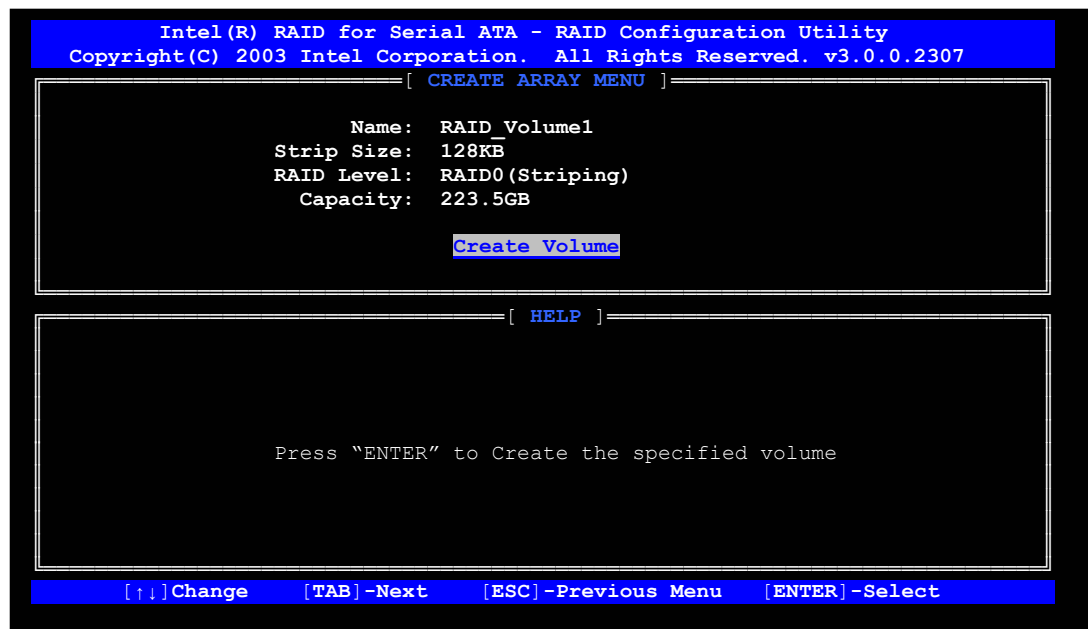 Intel(R) RAID for Serial ATA - RAID Configuration Utility
Copyright(C) 2003 Intel Corporation. All Rights Reserved. v3.0.0.2307
[ CREATE ARRAY MENU ]
Name: RAID_Volume1
Strip Size: 128KB
RAID Level: RAID0(Striping)
Capacity: 223.5GB
Create Volume
[ HELP ]
Press “ENTER” to Create the specified volume
[↑↓]Change [TAB]-Next [ESC]-Previous Menu [ENTER]-Select